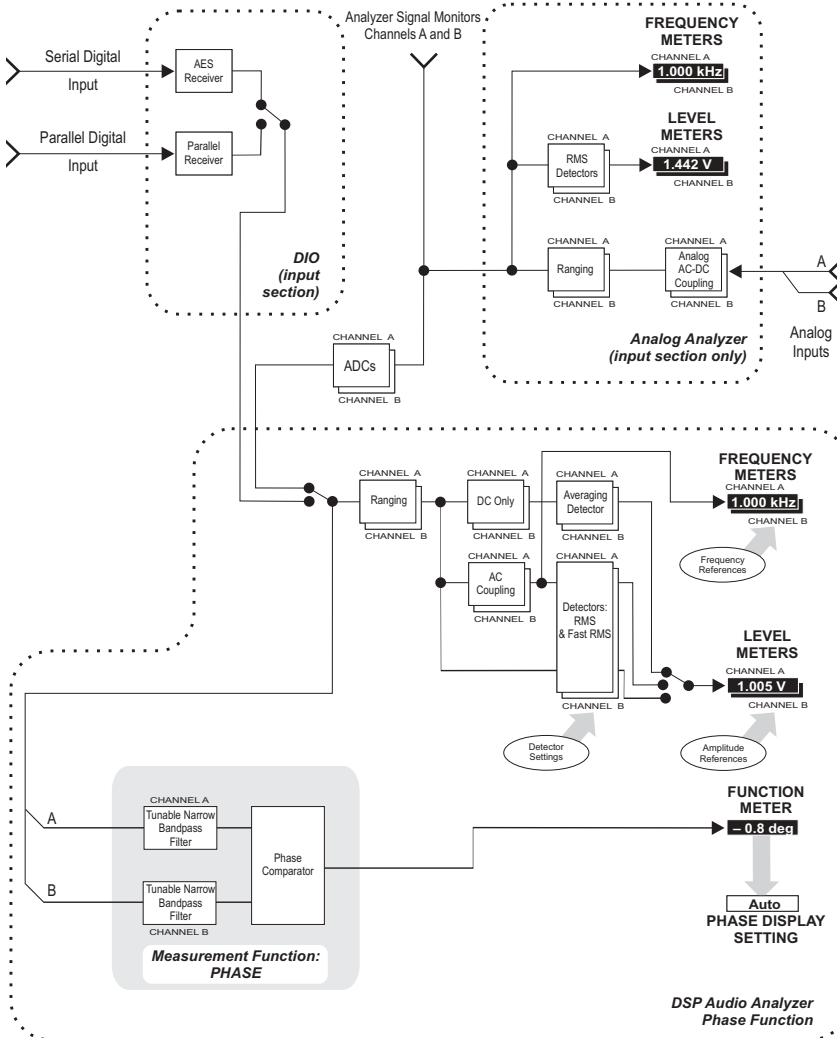 Analyzer Signal Monitors
Channels A and B
Serial Digital
Input
AES
Receiver
Parallel Digital
Input
Parallel
Receiver
DIO
(input
section)
FREQUENCY
METERS
CHANNEL A
1.000 kHz
CHANNEL B
LEVEL
METERS
CHANNEL A
1.442 V
CHANNEL B
CHANNEL A
RMS
Detectors
CHANNEL B
CHANNEL A
Ranging
CHANNEL B
CHANNEL A
Analog
AC-DC
Coupling
CHANNEL B
A
B
Analog
Inputs
Analog Analyzer
(input section only)
CHANNEL A
ADCs
CHANNEL B
CHANNEL A
Ranging
CHANNEL B
CHANNEL A
DC Only
CHANNEL B
CHANNEL A
Averaging
Detector
CHANNEL B
FREQUENCY
METERS
CHANNEL A
1.000 kHz
CHANNEL B
Frequency
References
CHANNEL A
AC
Coupling
CHANNEL B
CHANNEL A
Detectors:
RMS
& Fast RMS
CHANNEL B
Detector
Settings
LEVEL
METERS
CHANNEL A
1.005 V
CHANNEL B
Amplitude
References
A
CHANNEL A
Tunable Narrow
Bandpass
Filter
B
Tunable Narrow
Bandpass
Filter
CHANNEL B
Phase
Comparator
Measurement Function:
PHASE
FUNCTION
METER
– 0.8 deg
Auto
PHASE DISPLAY
SETTING
DSP Audio Analyzer
Phase Function